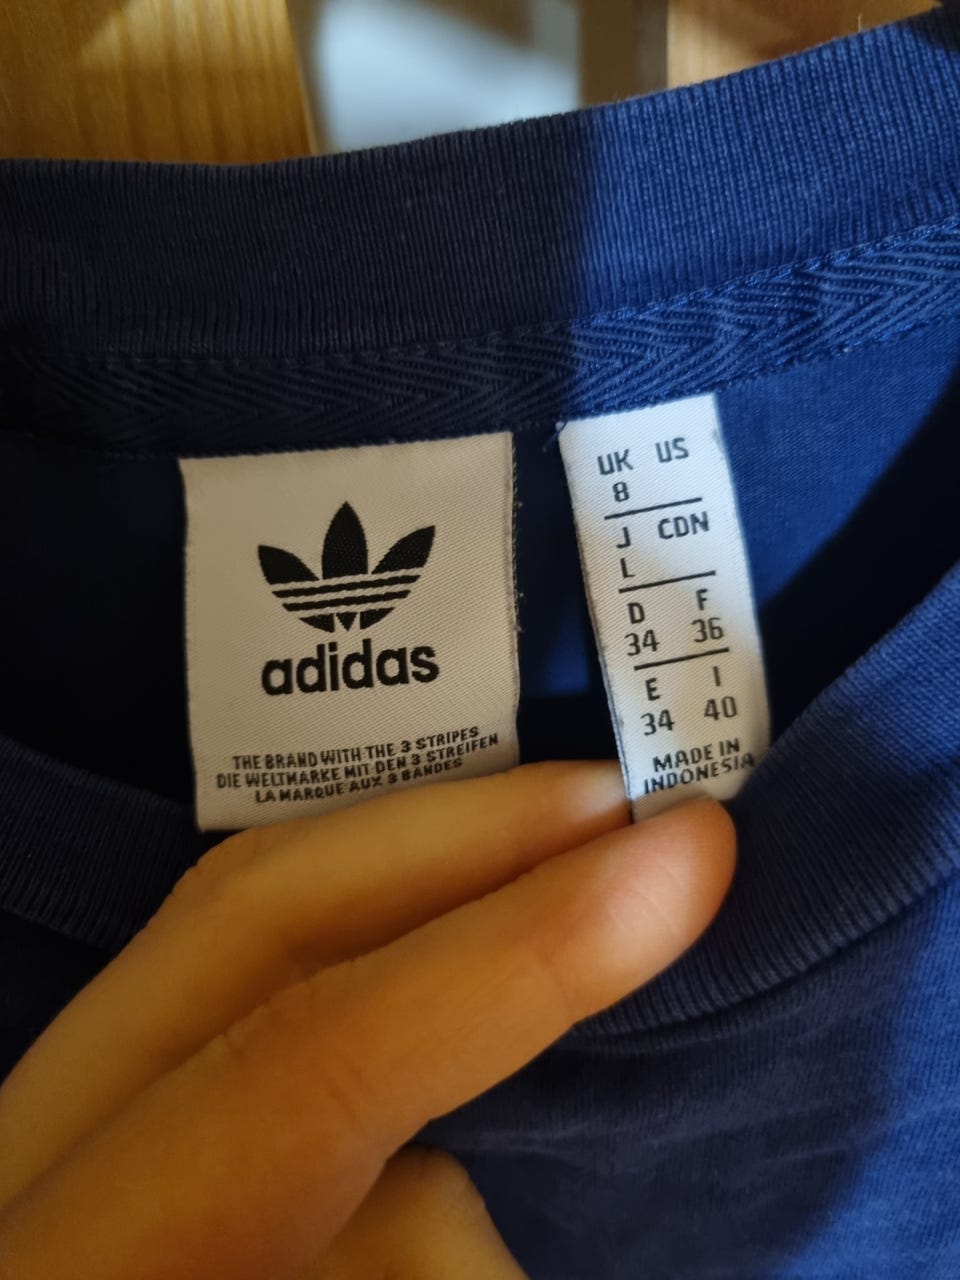 adidas
THE BRAND WITH THE 3 STRIPES
DIE WELTMARKE MIT DEN 3 STREIFEN
LA MARQUE AUX 3 BANDES
UK US
8
J CDN
L
D F
34 36
E I
34 40
MADE IN
INDONESIA